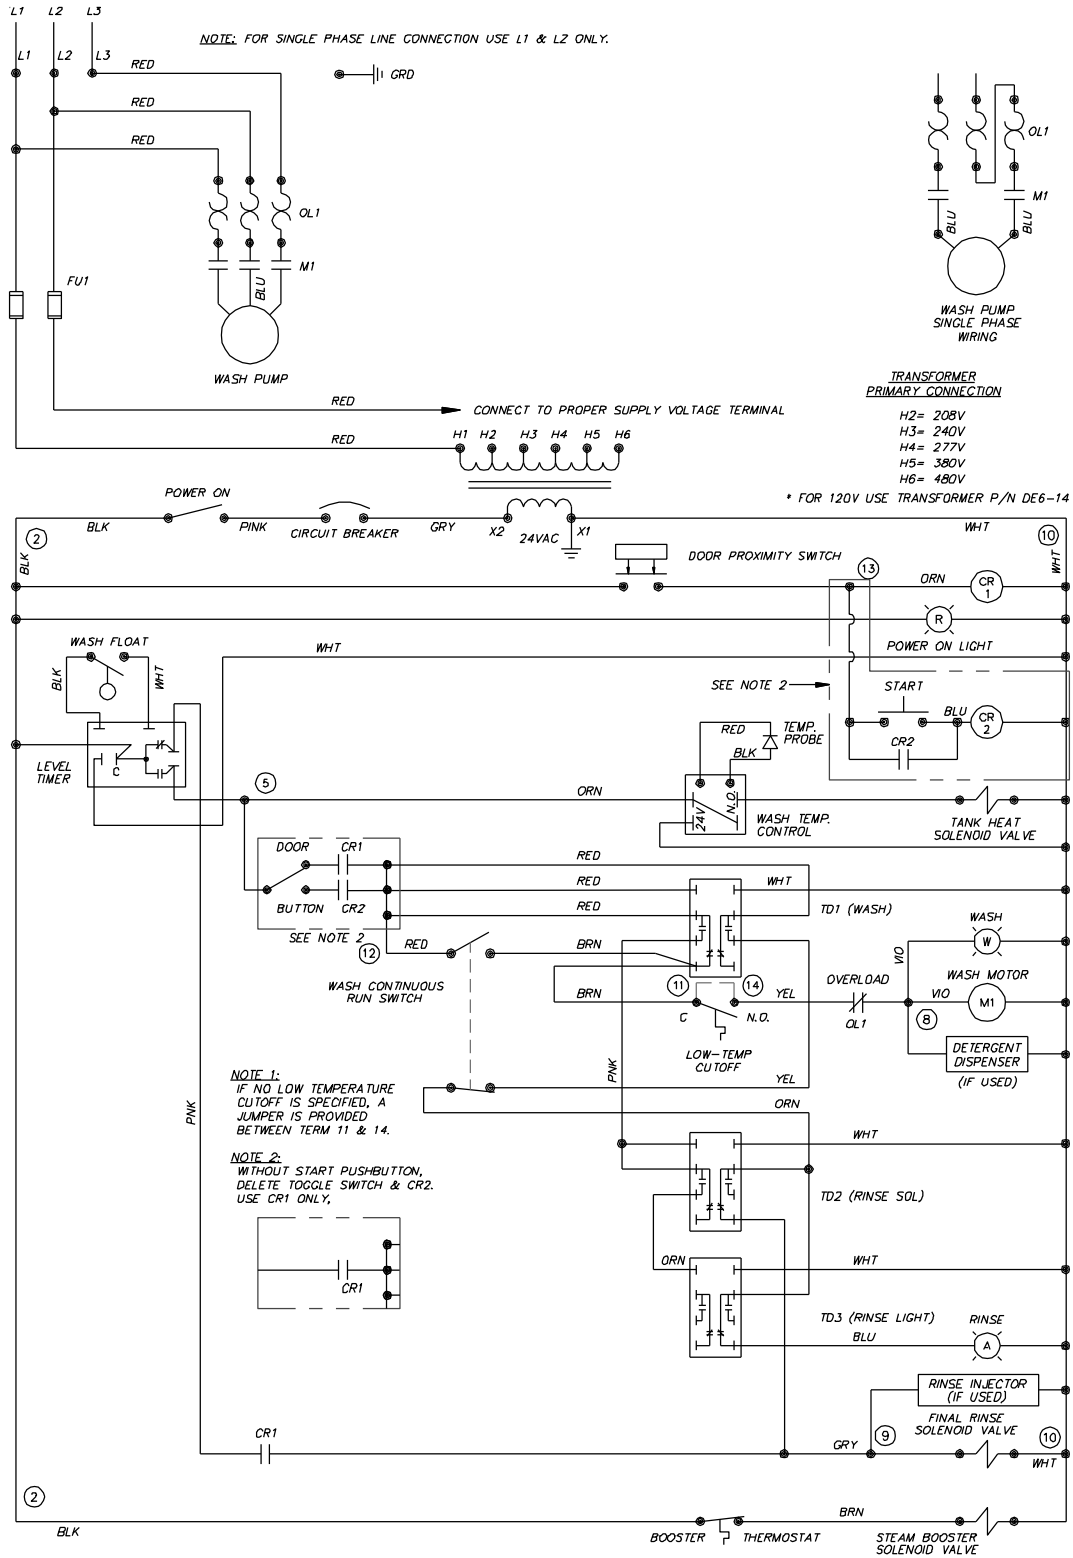 L1 L2 L3
NOTE: FOR SINGLE PHASE LINE CONNECTION USE L1 & L2 ONLY.
L1 L2 L3
RED
GRD
RED
RED
OL1
OL1
M1
M1
BLU
BLU
BLU
FU1
WASH PUMP
WASH PUMP
SINGLE PHASE
WIRING
TRANSFORMER
PRIMARY CONNECTION
H2= 208V
H3= 240V
H4= 277V
H5= 380V
H6= 480V
* FOR 120V USE TRANSFORMER P/N DE6-14
RED
CONNECT TO PROPER SUPPLY VOLTAGE TERMINAL
RED
H1 H2 H3 H4 H5 H6
POWER ON
BLK
PINK
CIRCUIT BREAKER
GRY
X2
24VAC
X1
WHT
2
10
BLK
WHT
DOOR PROXIMITY SWITCH
13
ORN
CR
1
R
POWER ON LIGHT
WASH FLOAT
WHT
BLK
WHT
SEE NOTE 2
START
BLU
CR
2
CR2
RED
TEMP.
PROBE
BLK
LEVEL
TIMER
C
5
ORN
24V
N.O.
WASH TEMP.
CONTROL
TANK HEAT
SOLENOID VALVE
DOOR
CR1
RED
RED
WHT
BUTTON
CR2
RED
TD1 (WASH)
SEE NOTE 2
12
RED
BRN
WASH
W
VIO
WASH CONTINUOUS
RUN SWITCH
BRN
11
14
YEL
OVERLOAD
OL1
VIO
WASH MOTOR
M1
8
C
N.O.
LOW-TEMP
CUTOFF
DETERGENT
DISPENSER
(IF USED)
PNK
PNK
YEL
ORN
NOTE 1:
IF NO LOW TEMPERATURE
CUTOFF IS SPECIFIED, A
JUMPER IS PROVIDED
BETWEEN TERM 11 & 14.
WHT
NOTE 2:
WITHOUT START PUSHBUTTON,
DELETE TOGGLE SWITCH & CR2.
USE CR1 ONLY,
TD2 (RINSE SOL)
CR1
ORN
WHT
TD3 (RINSE LIGHT)
RINSE
BLU
A
RINSE INJECTOR
(IF USED)
FINAL RINSE
SOLENOID VALVE
CR1
GRY
9
10
WHT
2
BLK
BOOSTER
THERMOSTAT
BRN
STEAM BOOSTER
SOLENOID VALVE